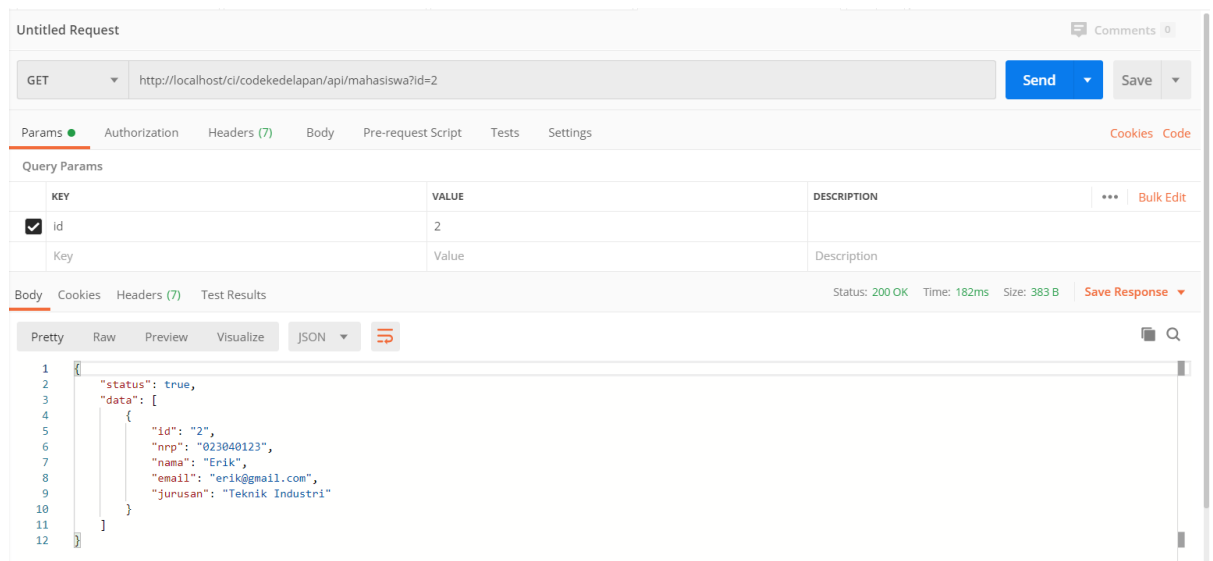 Untitled Request
Comments 0
GET http://localhost/ci/codekedelapan/api/mahasiswa?id=2 Send Save
Params Authorization Headers (7) Body Pre-request Script Tests Settings Cookies Code
Query Params
KEY VALUE DESCRIPTION ••• Bulk Edit
id 2
Key Value Description
Body Cookies Headers (7) Test Results Status: 200 OK Time: 182ms Size: 383 B Save Response
Pretty Raw Preview Visualize JSON
1 {
2 "status": true,
3 "data": [
4 {
5 "id": "2",
6 "nrp": "023040123",
7 "nama": "Erik",
8 "email": "erik@gmail.com",
9 "jurusan": "Teknik Industri"
10 }
11 ]
12 }